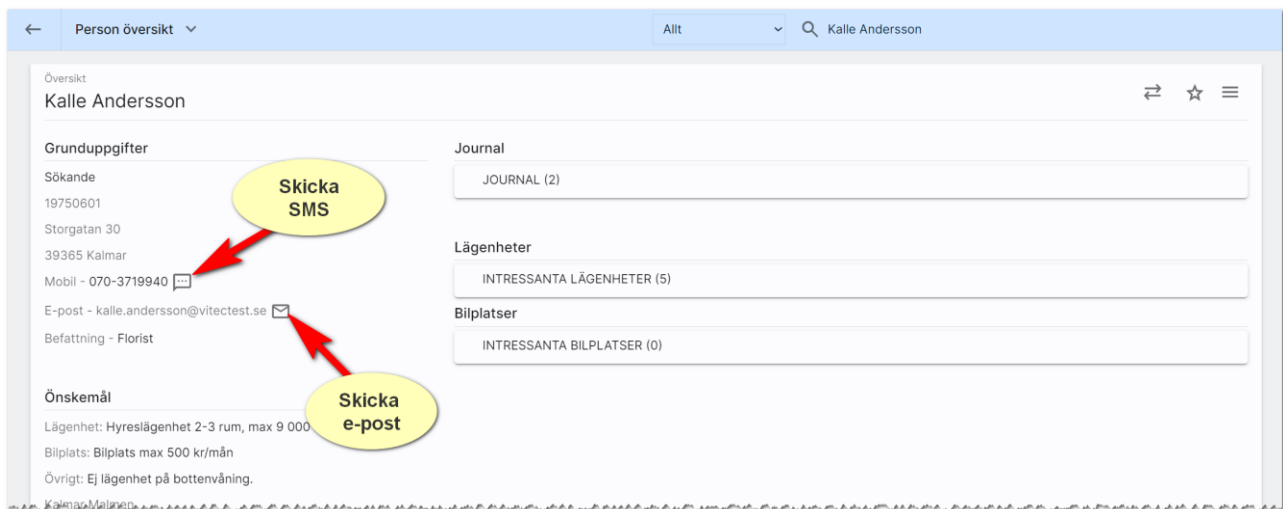 Person översikt
Allt
Kalle Andersson
Översikt
Kalle Andersson
Grunduppgifter
Sökande
19750601
Storgatan 30
39365 Kalmar
Mobil - 070-3719940
E-post - kalle.andersson@vitectest.se
Befattning - Florist
Skicka
SMS
Skicka
e-post
Önskemål
Lägenhet: Hyreslägenhet 2-3 rum, max 9 000
Bilplats: Bilplats max 500 kr/mån
Övrigt: Ej lägenhet på bottenvåning.
Kalmar Malmen
Journal
JOURNAL (2)
Lägenheter
INTRESSANTA LÄGENHETER (5)
Bilplatser
INTRESSANTA BILPLATSER (0)